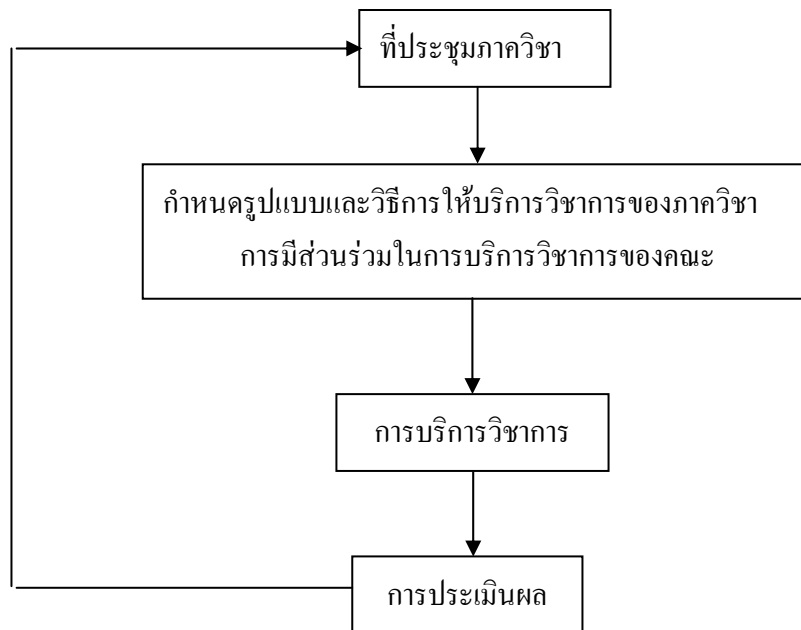 ที่ประชุมภาควิชา
กำหนดรูปแบบและวิธีการให้บริการวิชาการของภาควิชา
การมีส่วนร่วมในการบริการวิชาการของคณะ
การบริการวิชาการ
การประเมินผล